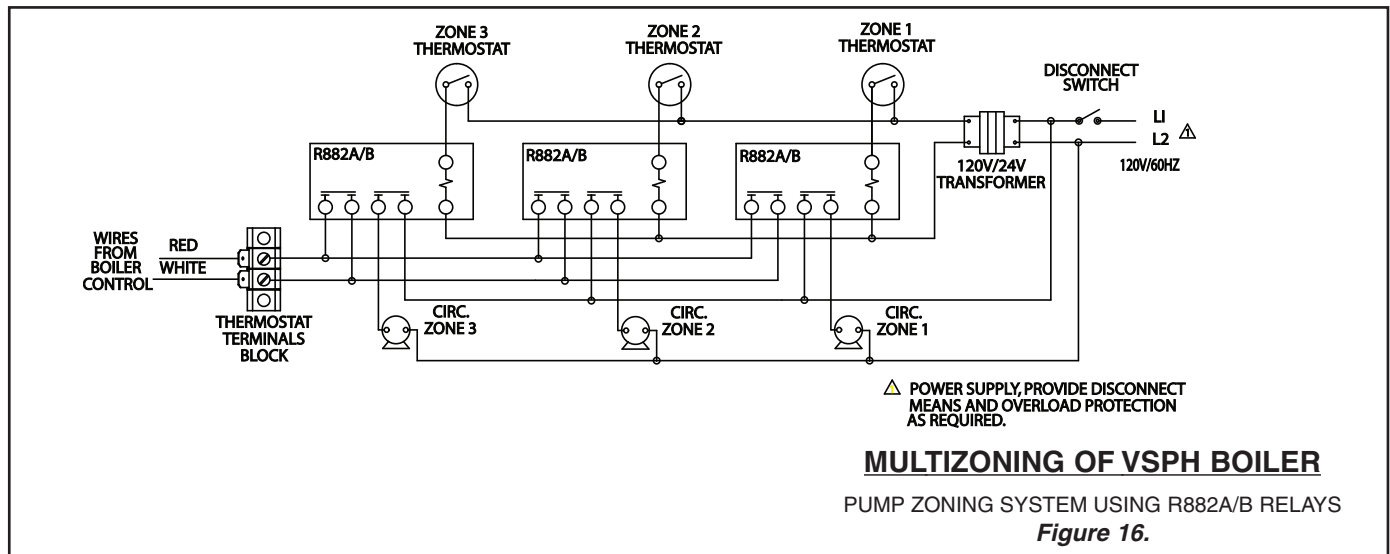 ZONE 3
THERMOSTAT
ZONE 2
THERMOSTAT
ZONE 1
THERMOSTAT
DISCONNECT
SWITCH
L1
L2
1
120V/60HZ
R882A/B
R882A/B
R882A/B
120V/24V
TRANSFORMER
WIRES
FROM
BOILER
CONTROL
RED
WHITE
THERMOSTAT
TERMINALS
BLOCK
CIRC.
ZONE 3
CIRC.
ZONE 2
CIRC.
ZONE 1
POWER SUPPLY, PROVIDE DISCONNECT
MEANS AND OVERLOAD PROTECTION
AS REQUIRED.
MULTIZONING OF VSPH BOILER
PUMP ZONING SYSTEM USING R882A/B RELAYS
Figure 16.